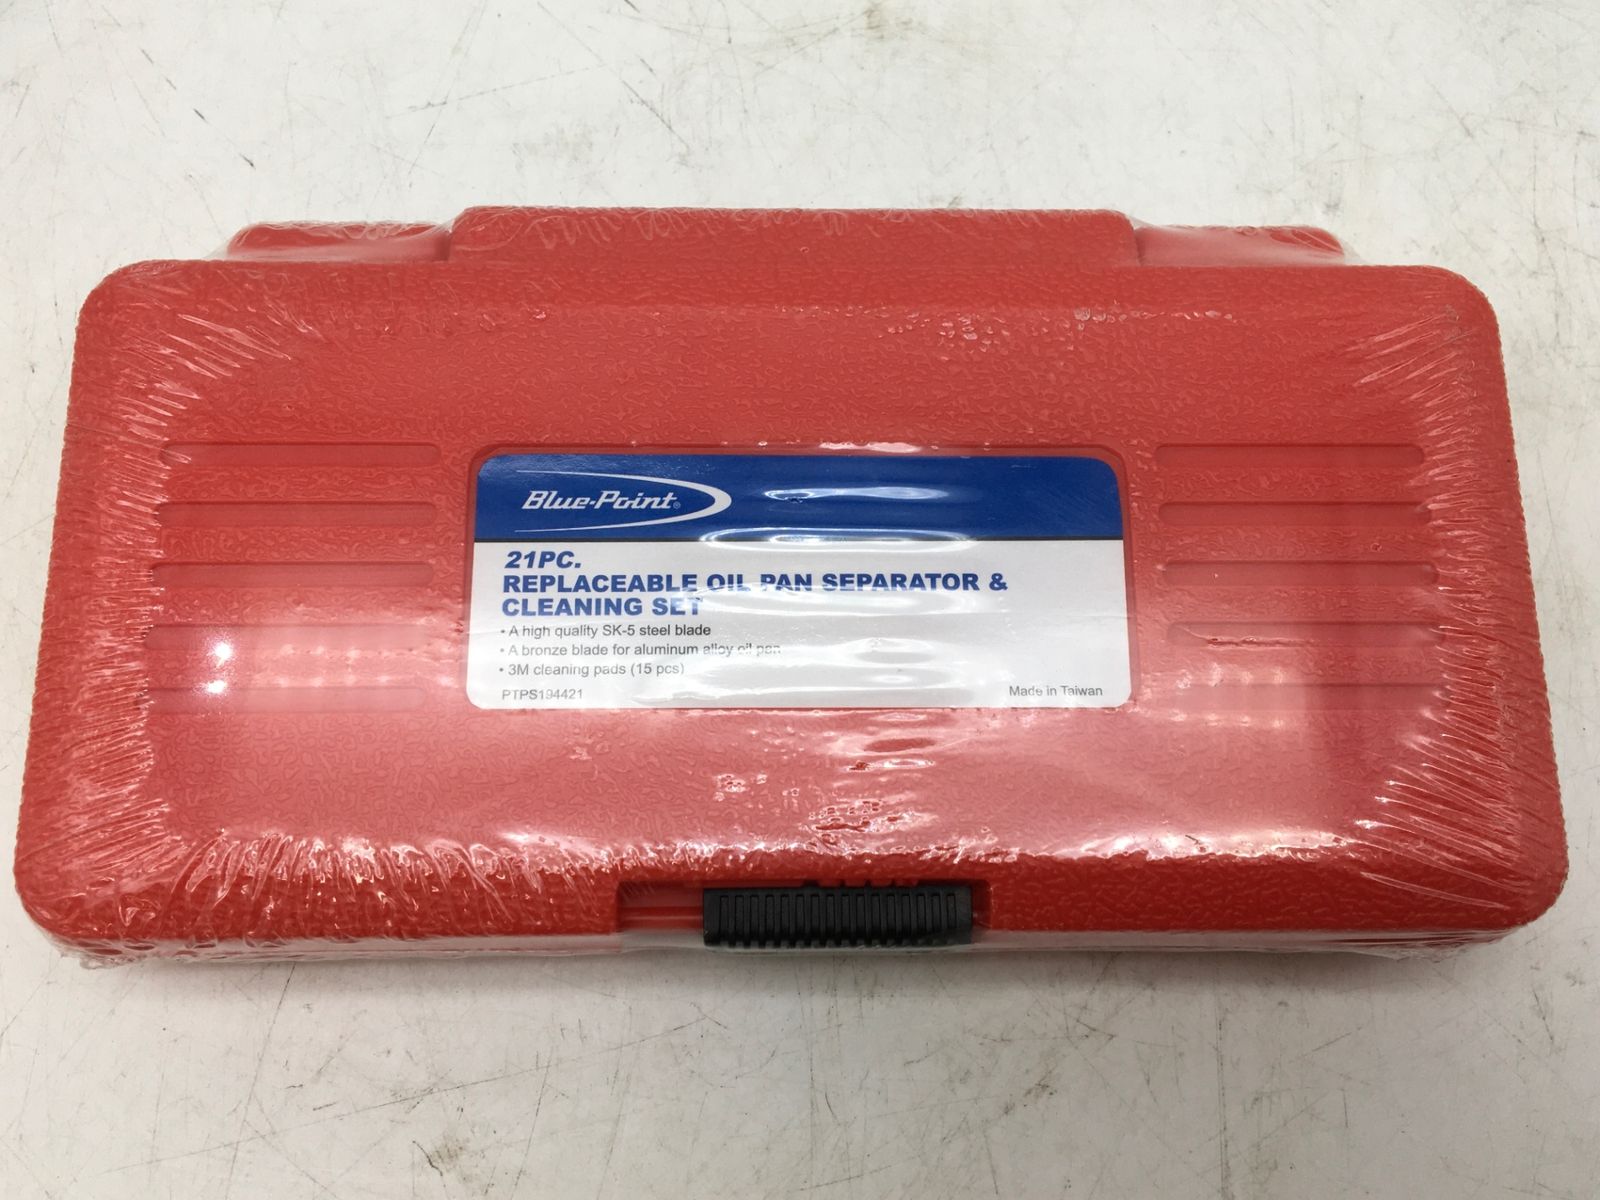 Blue-Point®
21PC.
REPLACEABLE OIL PAN SEPARATOR &
CLEANING SET
• A high quality SK-5 steel blade
• A bronze blade for aluminum alloy oil pan
• 3M cleaning pads (15 pcs)
PTPS194421 Made in Taiwan